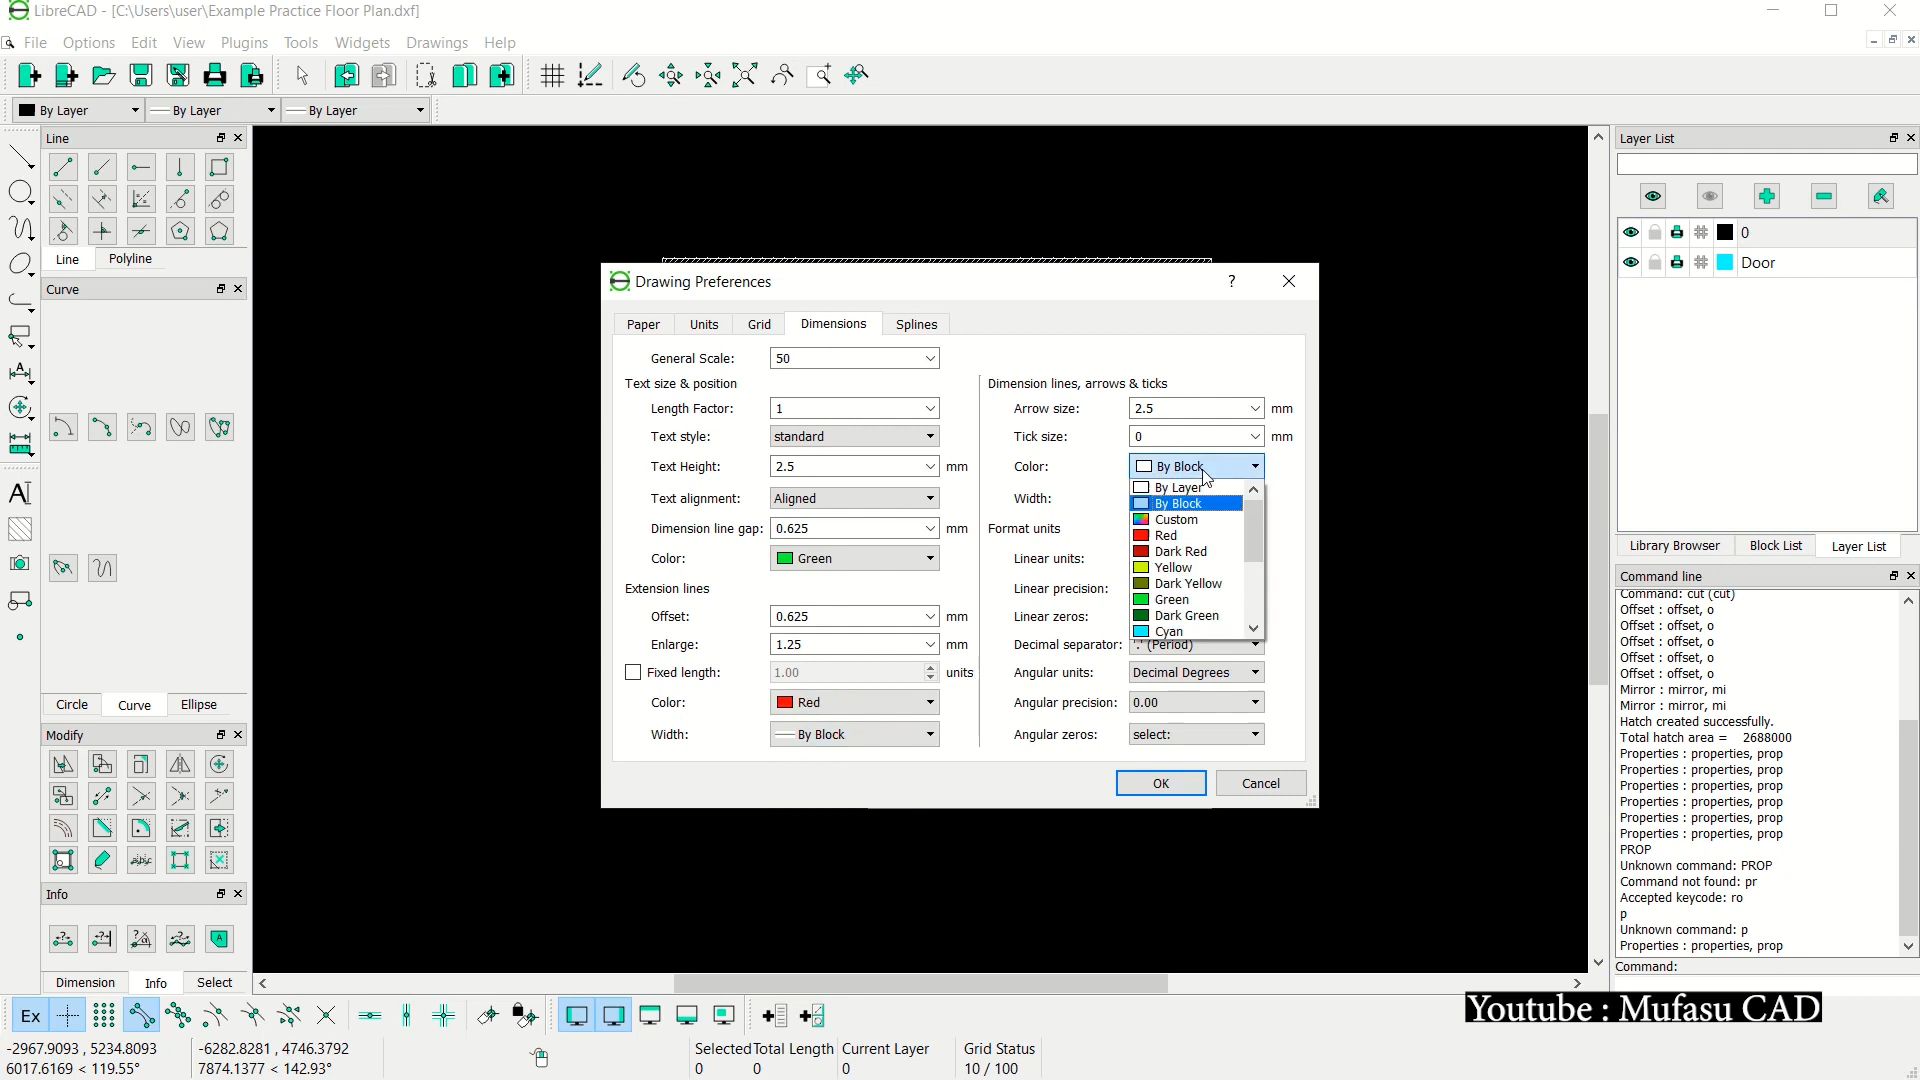 LibreCAD - [C:\Users\user\Example Practice Floor Plan.dxf]
File Options Edit View Plugins Tools Widgets Drawings Help
By Layer By Layer By Layer
Line
Line Polyline
Curve
Circle Curve Ellipse
Modify
Info
Dimension Info Select
Drawing Preferences
Paper Units Grid Dimensions Splines
General Scale: 50
Text size & position
Length Factor: 1
Text style: standard
Text Height: 2.5 mm
Text alignment: Aligned
Dimension line gap: 0.625 mm
Color: Green
Extension lines
Offset: 0.625 mm
Enlarge: 1.25 mm
Fixed length: 1.00 units
Color: Red
Width: By Block
Dimension lines, arrows & ticks
Arrow size: 2.5 mm
Tick size: 0 mm
Color: By Block
By Layer
By Block
Custom
Red
Dark Red
Yellow
Dark Yellow
Green
Dark Green
Cyan
Width:
Format units
Linear units:
Linear precision:
Linear zeros:
Decimal separator: '.' (Period)
Angular units: Decimal Degrees
Angular precision: 0.00
Angular zeros: select:
OK Cancel
Layer List
0
Door
Library Browser Block List Layer List
Command line
Command: cut (cut)
Offset : offset, o
Offset : offset, o
Offset : offset, o
Offset : offset, o
Offset : offset, o
Mirror : mirror, mi
Mirror : mirror, mi
Hatch created successfully.
Total hatch area = 2688000
Properties : properties, prop
Properties : properties, prop
Properties : properties, prop
Properties : properties, prop
Properties : properties, prop
Properties : properties, prop
PROP
Unknown command: PROP
Command not found: pr
Accepted keycode: ro
p
Unknown command: p
Properties : properties, prop
Command:
Youtube : Mufasu CAD
Ex
-2967.9093 , 5234.8093
6017.6169 < 119.55°
-6282.8281 , 4746.3792
7874.1377 < 142.93°
Selected Total Length Current Layer Grid Status
0 0 0 10 / 100